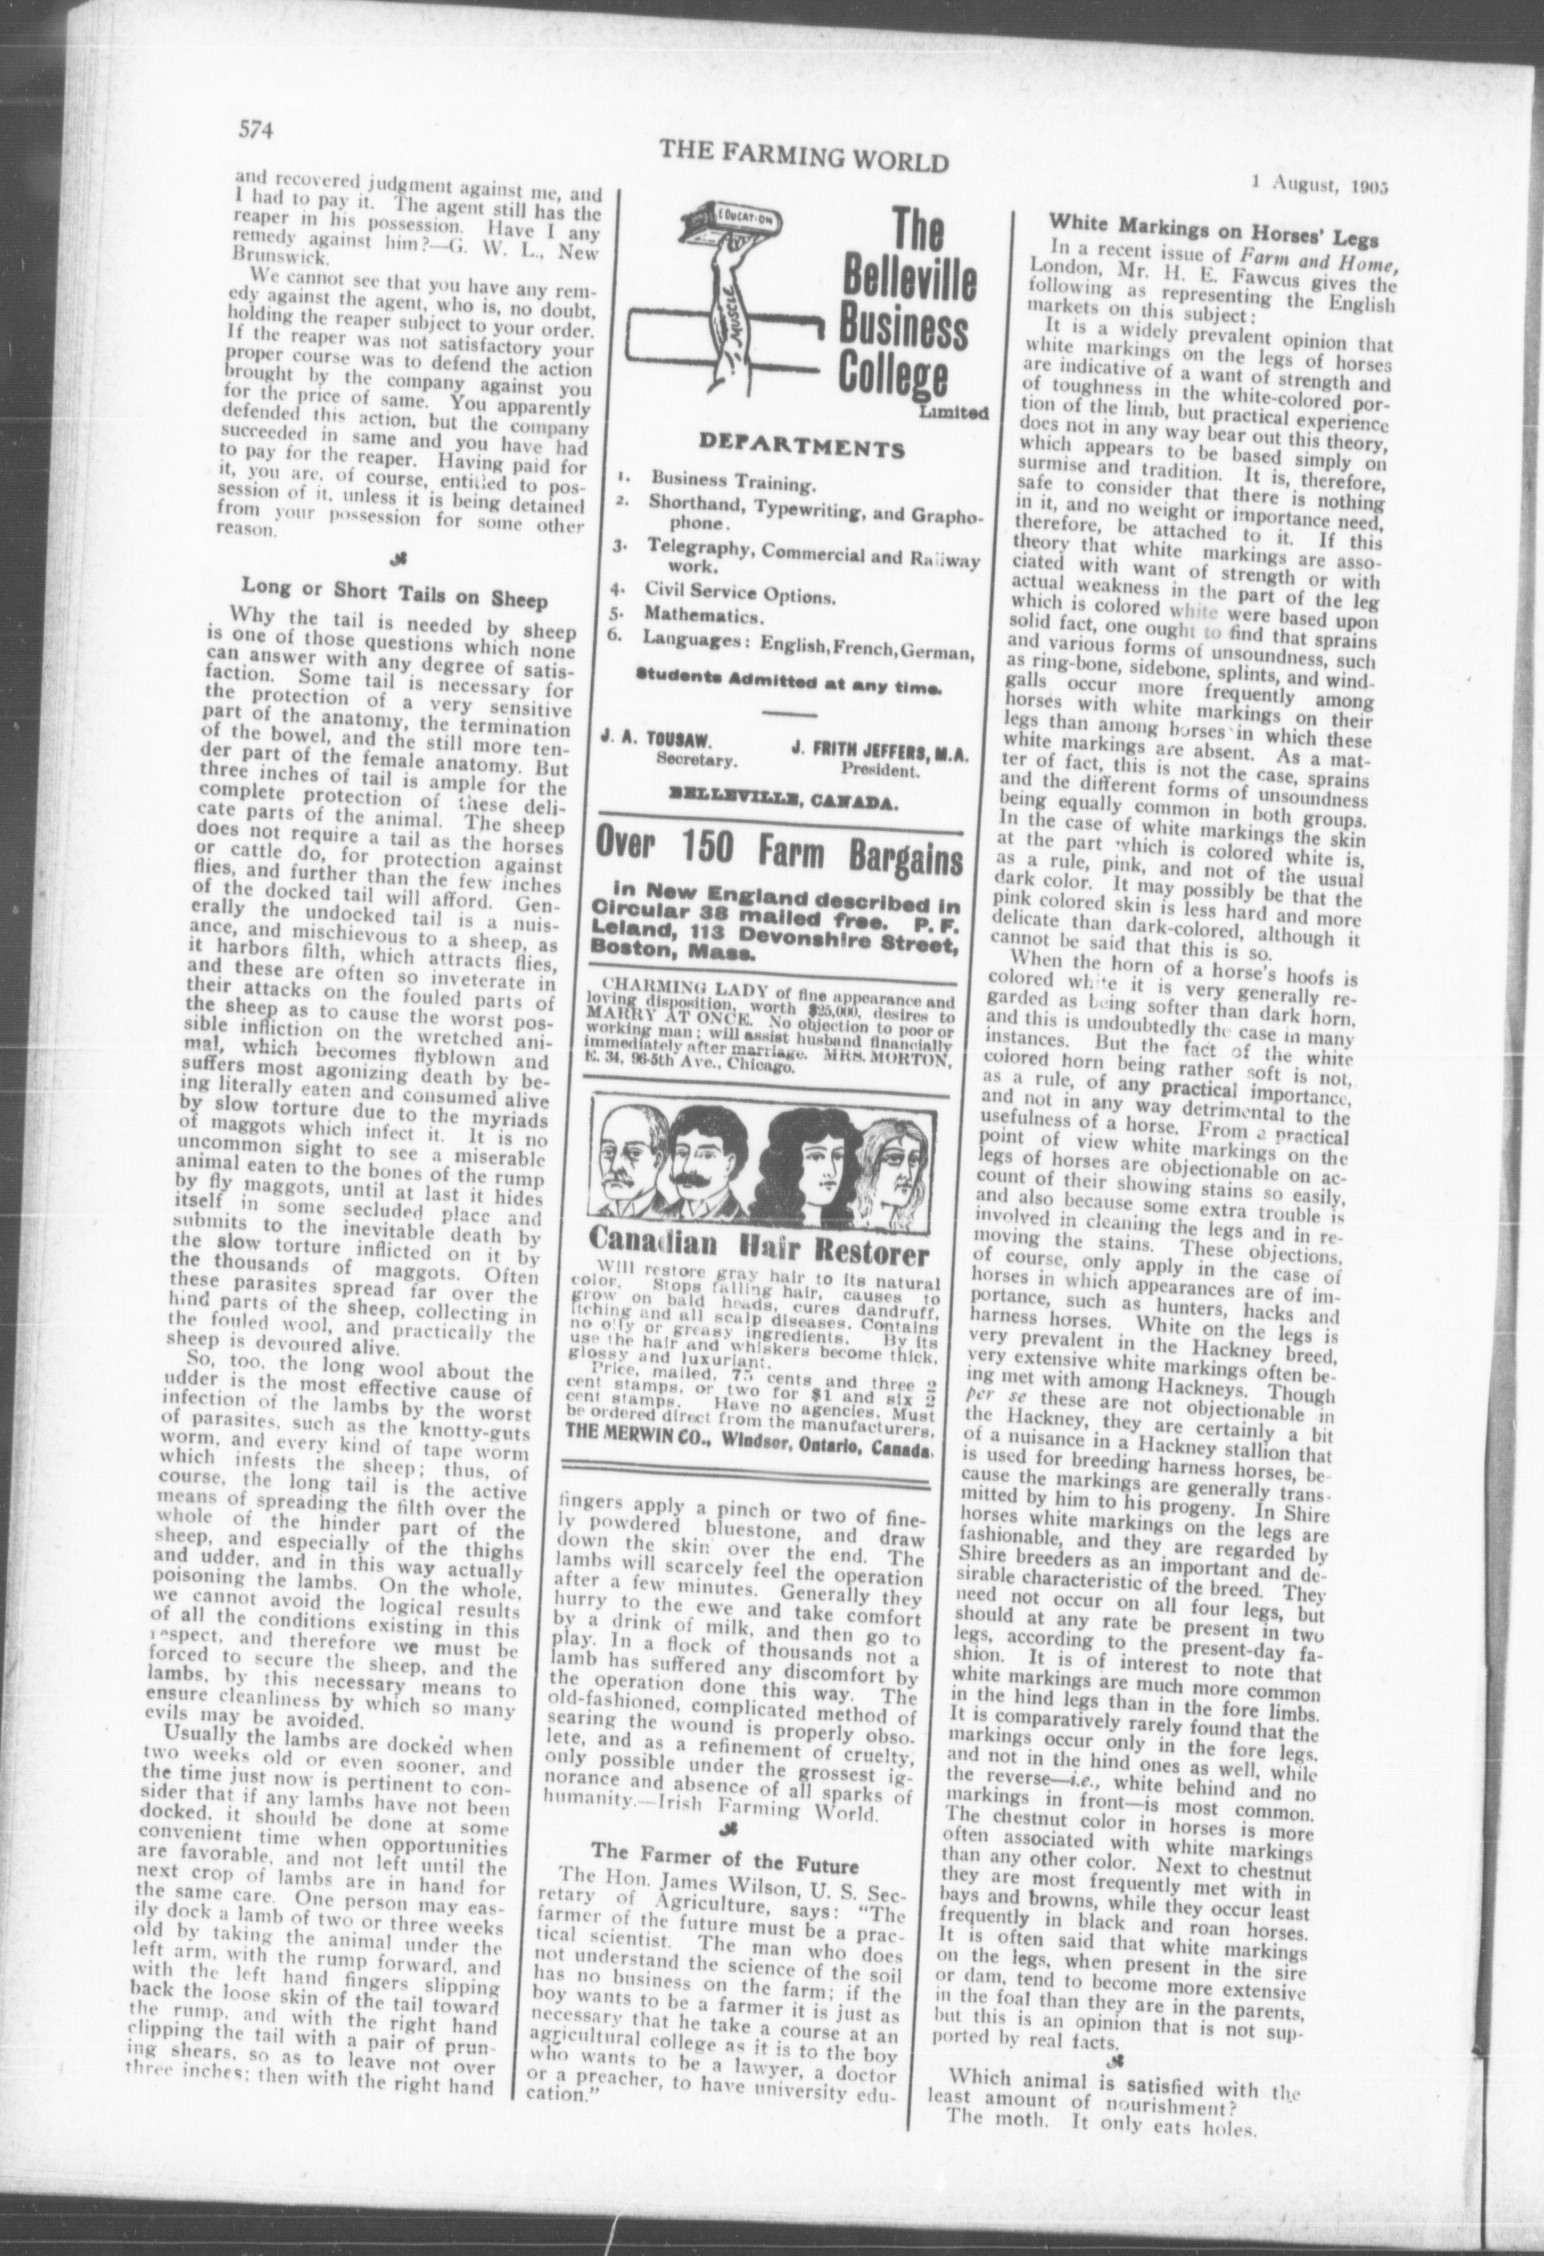 574
THE FARMING WORLD
1 August, 1905
and recovered judgment against me, and
I had to pay it. The agent still has the
reaper in his possession. Have I any
remedy against him?—G. W. L., New
Brunswick.
We cannot see that you have any rem-
edy against the agent, who is, no doubt,
holding the reaper subject to your order.
If the reaper was not satisfactory your
proper course was to defend the action
brought by the company against you
for the price of same. You apparently
defended this action, but the company
succeeded in same and you have had
to pay for the reaper. Having paid for
it, you are, of course, entitled to pos-
session of it, unless it is being detained
from your possession for some other
reason.
Long or Short Tails on Sheep
Why the tail is needed by sheep
is one of those questions which none
can answer with any degree of satis-
faction. Some tail is necessary for
the protection of a very sensitive
part of the anatomy, the termination
of the bowel, and the still more ten-
der part of the female anatomy. But
three inches of tail is ample for the
complete protection of these deli-
cate parts of the animal. The sheep
does not require a tail as the horses
or cattle do, for protection against
flies, and further than the few inches
of the docked tail will afford. Gen-
erally the undocked tail is a nuis-
ance, and mischievous to a sheep, as
it harbors filth, which attracts flies,
and these are often so inveterate in
their attacks on the fouled parts of
the sheep as to cause the worst pos-
sible infliction on the wretched ani-
mal, which becomes flyblown and
suffers most agonizing death by be-
ing literally eaten and consumed alive
by slow torture due to the myriads
of maggots which infect it. It is no
uncommon sight to see a miserable
animal eaten to the bones of the rump
by fly maggots, until at last it hides
itself in some secluded place and
submits to the inevitable death by
the slow torture inflicted on it by
the thousands of maggots. Often
these parasites spread far over the
hind parts of the sheep, collecting in
the fouled wool, and practically the
sheep is devoured alive.
So, too, the long wool about the
udder is the most effective cause of
infection of the lambs by the worst
of parasites, such as the knotty-guts
worm, and every kind of tape worm
which infests the sheep; thus, of
course, the long tail is the active
means of spreading the filth over the
whole of the hinder part of the
sheep, and especially of the thighs
and udder, and in this way actually
poisoning the lambs. On the whole,
we cannot avoid the logical results
of all the conditions existing in this
respect, and therefore we must be
forced to secure the sheep, and the
lambs, by this necessary means to
ensure cleanliness by which so many
evils may be avoided.
Usually the lambs are docked when
two weeks old or even sooner, and
the time just now is pertinent to con-
sider that if any lambs have not been
docked, it should be done at some
convenient time when opportunities
are favorable, and not left until the
next crop of lambs are in hand for
the same care. One person may eas-
ily dock a lamb of two or three weeks
old by taking the animal under the
left arm, with the rump forward, and
with the left hand fingers slipping
back the loose skin of the tail toward
the rump, and with the right hand
clipping the tail with a pair of prun-
ing shears, so as to leave not over
three inches; then with the right hand
EDUCATION
MUSCLE
The
Belleville
Business
College
Limited
DEPARTMENTS
1. Business Training.
2. Shorthand, Typewriting, and Grapho-
phone.
3. Telegraphy, Commercial and Railway
work.
4. Civil Service Options.
5. Mathematics.
6. Languages: English, French, German,
Students Admitted at any time.
J. A. TOUSAW. J. FRITH JEFFERS, M.A.
Secretary. President.
BELLEVILLE, CANADA.
Over 150 Farm Bargains
in New England described in
Circular 38 mailed free. P. F.
Leland, 113 Devonshire Street,
Boston, Mass.
CHARMING LADY of fine appearance and
loving disposition, worth $25,000, desires to
MARRY AT ONCE. No objection to poor or
working man; will assist husband financially
immediately after marriage. MRS. MORTON,
E. 34, 96-5th Ave., Chicago.
Canadian Hair Restorer
Will restore gray hair to its natural
color. Stops falling hair, causes to
grow on bald heads, cures dandruff,
itching and all scalp diseases. Contains
no oily or greasy ingredients. By its
use the hair and whiskers become thick,
glossy and luxuriant.
Price, mailed, 75 cents and three 2
cent stamps, or two for $1 and six 2
cent stamps. Have no agencies. Must
be ordered direct from the manufacturers,
THE MERWIN CO., Windsor, Ontario, Canada.
fingers apply a pinch or two of fine-
ly powdered bluestone, and draw
down the skin over the end. The
lambs will scarcely feel the operation
after a few minutes. Generally they
hurry to the ewe and take comfort
by a drink of milk, and then go to
play. In a flock of thousands not a
lamb has suffered any discomfort by
the operation done this way. The
old-fashioned, complicated method of
searing the wound is properly obso-
lete, and as a refinement of cruelty,
only possible under the grossest ig-
norance and absence of all sparks of
humanity.—Irish Farming World.
The Farmer of the Future
The Hon. James Wilson, U. S. Sec-
retary of Agriculture, says: "The
farmer of the future must be a prac-
tical scientist. The man who does
not understand the science of the soil
has no business on the farm; if the
boy wants to be a farmer it is just as
necessary that he take a course at an
agricultural college as it is to the boy
who wants to be a lawyer, a doctor
or a preacher, to have university edu-
cation."
White Markings on Horses' Legs
In a recent issue of Farm and Home,
London, Mr. H. E. Fawcus gives the
following as representing the English
markets on this subject:
It is a widely prevalent opinion that
white markings on the legs of horses
are indicative of a want of strength and
of toughness in the white-colored por-
tion of the limb, but practical experience
does not in any way bear out this theory,
which appears to be based simply on
surmise and tradition. It is, therefore,
safe to consider that there is nothing
in it, and no weight or importance need,
therefore, be attached to it. If this
theory that white markings are asso-
ciated with want of strength or with
actual weakness in the part of the leg
which is colored white were based upon
solid fact, one ought to find that sprains
and various forms of unsoundness, such
as ring-bone, sidebone, splints, and wind-
galls occur more frequently among
horses with white markings on their
legs than among horses in which these
white markings are absent. As a mat-
ter of fact, this is not the case, sprains
and the different forms of unsoundness
being equally common in both groups.
In the case of white markings the skin
at the part which is colored white is,
as a rule, pink, and not of the usual
dark color. It may possibly be that the
pink colored skin is less hard and more
delicate than dark-colored, although it
cannot be said that this is so.
When the horn of a horse's hoofs is
colored white it is very generally re-
garded as being softer than dark horn,
and this is undoubtedly the case in many
instances. But the fact of the white
colored horn being rather soft is not,
as a rule, of any practical importance,
and not in any way detrimental to the
usefulness of a horse. From a practical
point of view white markings on the
legs of horses are objectionable on ac-
count of their showing stains so easily,
and also because some extra trouble is
involved in cleaning the legs and in re-
moving the stains. These objections,
of course, only apply in the case of
horses in which appearances are of im-
portance, such as hunters, hacks and
harness horses. White on the legs is
very prevalent in the Hackney breed,
very extensive white markings often be-
ing met with among Hackneys. Though
per se these are not objectionable in
the Hackney, they are certainly a bit
of a nuisance in a Hackney stallion that
is used for breeding harness horses, be-
cause the markings are generally trans-
mitted by him to his progeny. In Shire
horses white markings on the legs are
fashionable, and they are regarded by
Shire breeders as an important and de-
sirable characteristic of the breed. They
need not occur on all four legs, but
should at any rate be present in two
legs, according to the present-day fa-
shion. It is of interest to note that
white markings are much more common
in the hind legs than in the fore limbs.
It is comparatively rarely found that the
markings occur only in the fore legs,
and not in the hind ones as well, while
the reverse—i.e., white behind and no
markings in front—is most common.
The chestnut color in horses is more
often associated with white markings
than any other color. Next to chestnut
they are most frequently met with in
bays and browns, while they occur least
frequently in black and roan horses.
It is often said that white markings
on the legs, when present in the sire
or dam, tend to become more extensive
in the foal than they are in the parents,
but this is an opinion that is not sup-
ported by real facts.
Which animal is satisfied with the
least amount of nourishment?
The moth. It only eats holes.